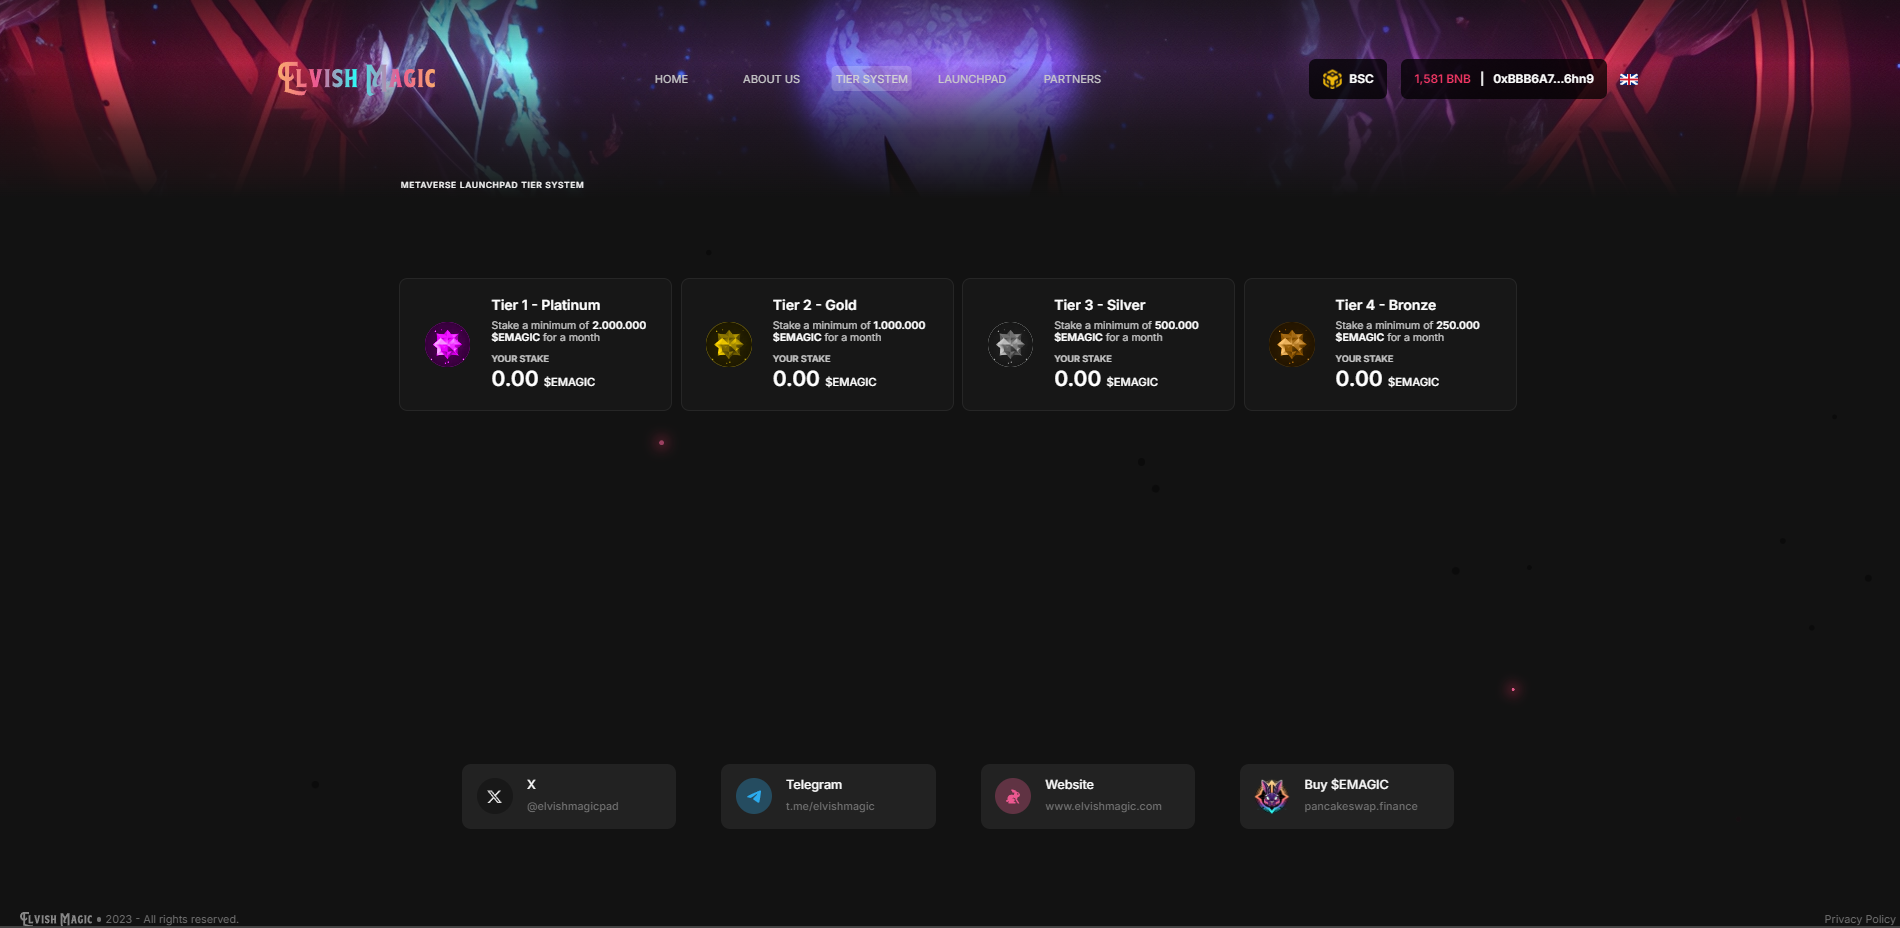 ELVISH MAGIC
HOME
ABOUT US
TIER SYSTEM
LAUNCHPAD
PARTNERS
BSC
1,581 BNB | 0xBBB6A7...6hn9
METAVERSE LAUNCHPAD TIER SYSTEM
Tier 1 - Platinum
Stake a minimum of 2.000.000
$EMAGIC for a month
YOUR STAKE
0.00 $EMAGIC
Tier 2 - Gold
Stake a minimum of 1.000.000
$EMAGIC for a month
YOUR STAKE
0.00 $EMAGIC
Tier 3 - Silver
Stake a minimum of 500.000
$EMAGIC for a month
YOUR STAKE
0.00 $EMAGIC
Tier 4 - Bronze
Stake a minimum of 250.000
$EMAGIC for a month
YOUR STAKE
0.00 $EMAGIC
X
@elvishmagicpad
Telegram
t.me/elvishmagic
Website
www.elvishmagic.com
Buy $EMAGIC
pancakeswap.finance
ELVISH MAGIC • 2023 - All rights reserved.
Privacy Policy